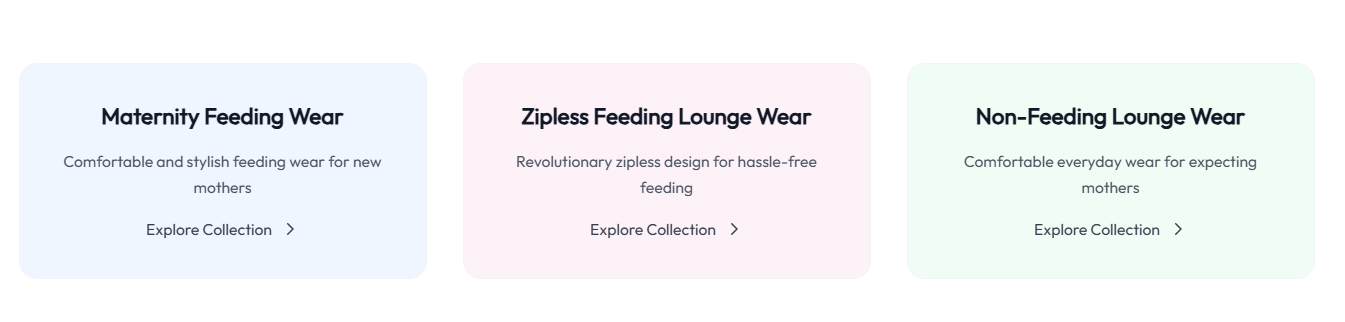 Maternity Feeding Wear
Comfortable and stylish feeding wear for new
mothers
Explore Collection
Zipless Feeding Lounge Wear
Revolutionary zipless design for hassle-free
feeding
Explore Collection
Non-Feeding Lounge Wear
Comfortable everyday wear for expecting
mothers
Explore Collection